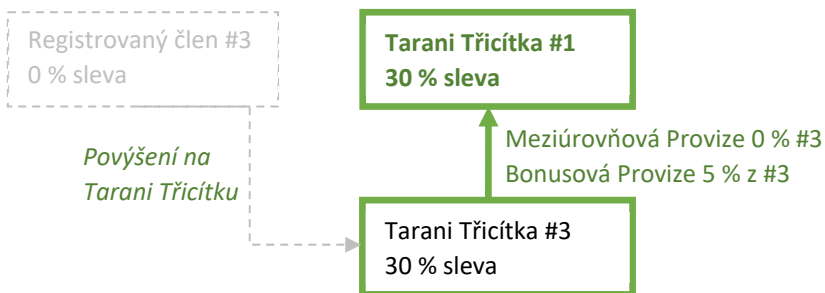 Registrovaný člen #3
0 % sleva
Tarani Třicítka #1
30 % sleva
Meziúrovňová Provize 0 % #3
Bonusová Provize 5 % z #3
Povýšení na
Tarani Třicítku
Tarani Třicítka #3
30 % sleva